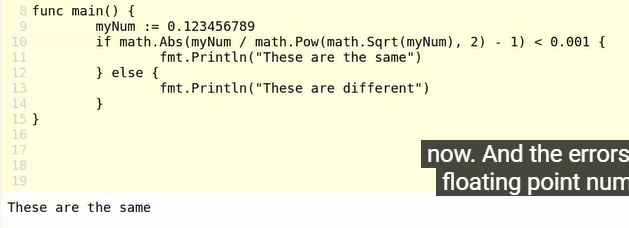 8 func main() {
9         myNum := 0.123456789
10         if math.Abs(myNum / math.Pow(math.Sqrt(myNum), 2) - 1) < 0.001 {
11                 fmt.Println("These are the same")
12         } else {
13                 fmt.Println("These are different")
14         }
15 }
16
17
18
19
now. And the errors
floating point num
These are the same